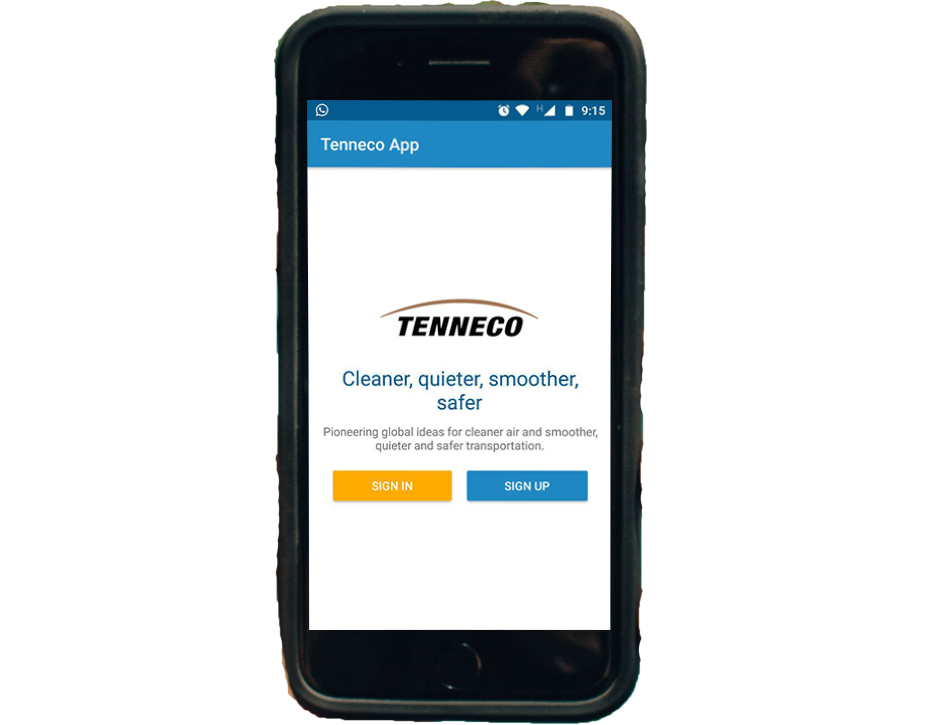 H 9:15
Tenneco App
TENNECO
Cleaner, quieter, smoother,
safer
Pioneering global ideas for cleaner air and smoother,
quieter and safer transportation.
SIGN IN SIGN UP